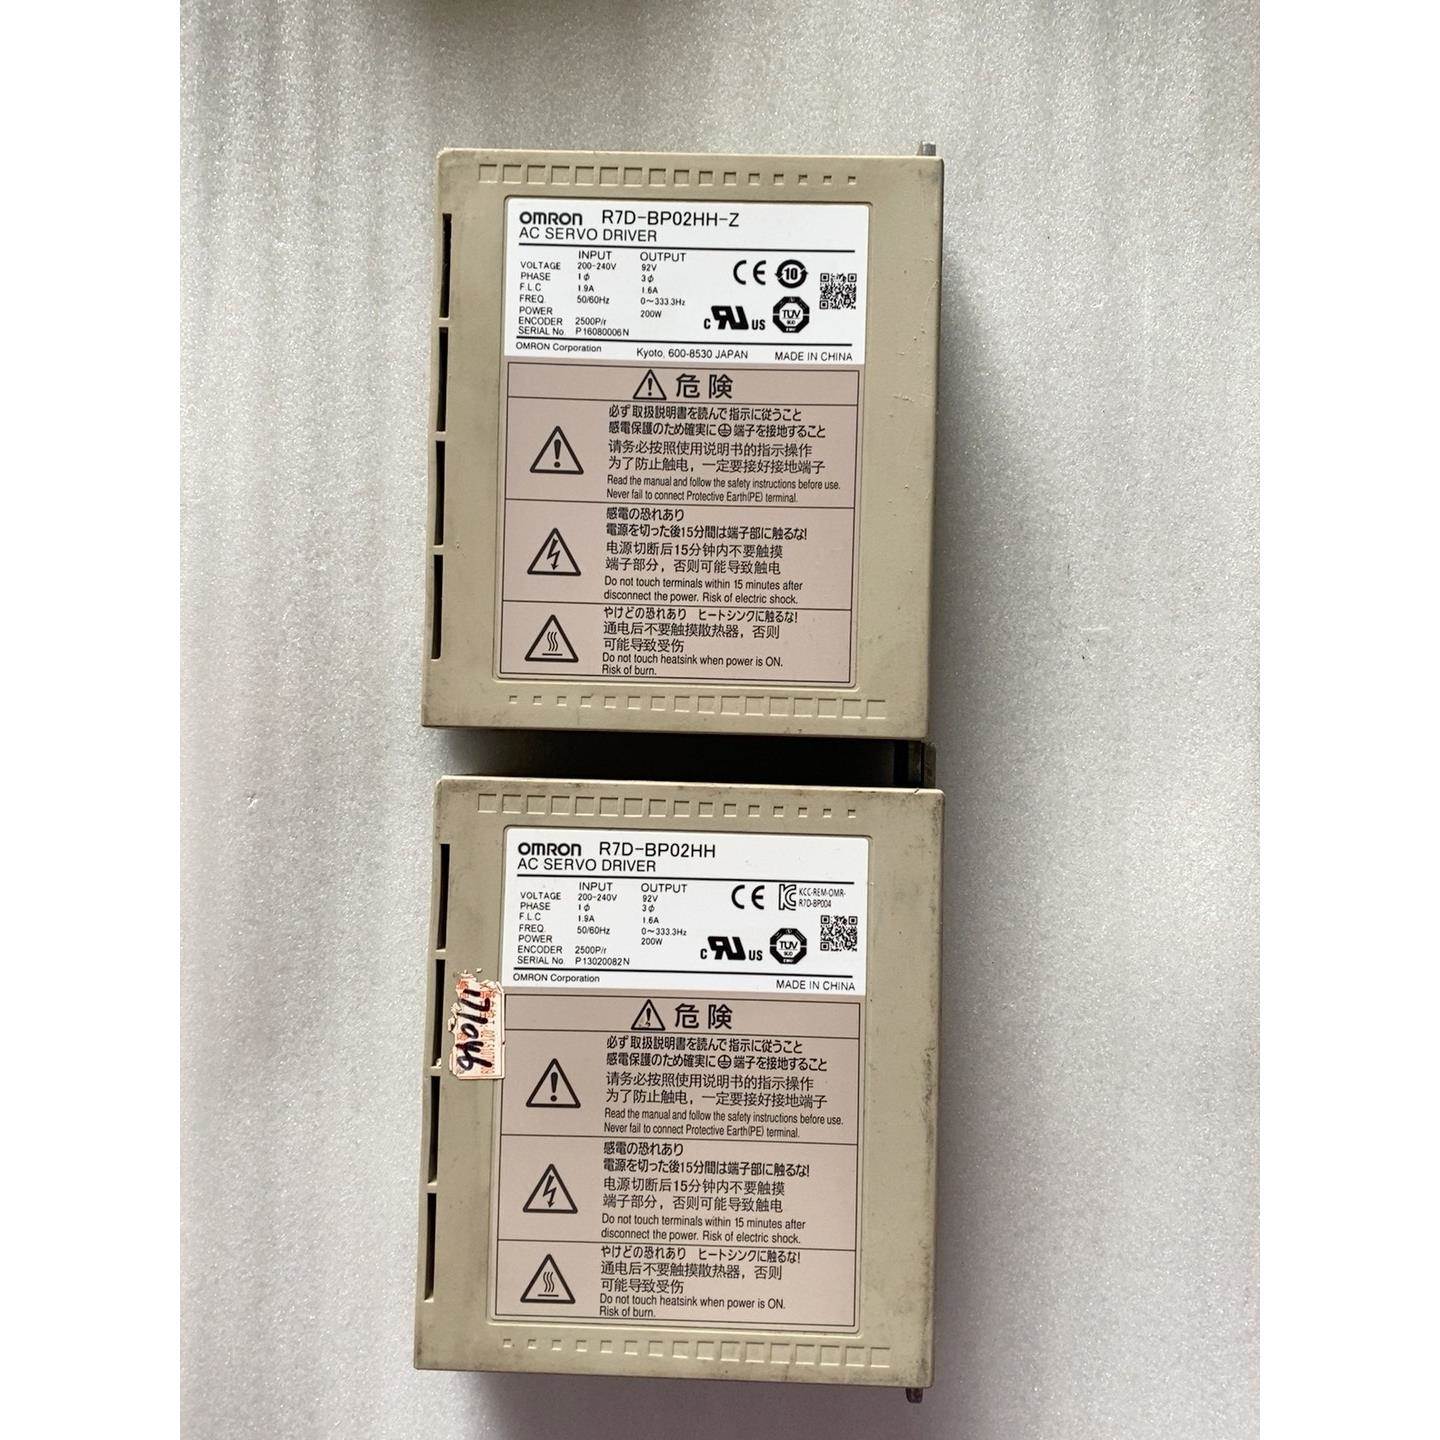 OMRON R7D-BP02HH-Z
AC SERVO DRIVER
INPUT OUTPUT
VOLTAGE 200-240V 92V
PHASE 1ϕ 3ϕ
F.L.C 1.9A 1.6A
FREQ. 50/60Hz 0~333.3Hz
POWER 200W
ENCODER 2500P/r
SERIAL No. P16080006N
CE 10
c RU US TUV
OMRON Corporation Kyoto, 600-8530 JAPAN MADE IN CHINA
危険
必ず取扱説明書を読んで指示に従うこと
感電保護のため確実に端子を接地すること
请务必按照使用说明书的指示操作
为了防止触电，一定要接好接地端子
Read the manual and follow the safety instructions before use.
Never fail to connect Protective Earth(PE) terminal.
感電の恐れあり
電源を切った後15分間は端子部に触るな!
电源切断后15分钟内不要触摸
端子部分，否则可能导致触电
Do not touch terminals within 15 minutes after
disconnect the power. Risk of electric shock.
やけどの恐れあり ヒートシンクに触るな!
通电后不要触摸散热器，否则
可能导致受伤
Do not touch heatsink when power is ON.
Risk of burn.
OMRON R7D-BP02HH
AC SERVO DRIVER
INPUT OUTPUT
VOLTAGE 200-240V 92V
PHASE 1ϕ 3ϕ
F.L.C 1.9A 1.6A
FREQ. 50/60Hz 0~333.3Hz
POWER 200W
ENCODER 2500P/r
SERIAL No. P13020082N
CE KCC-REM-OMR-
R7D-BP004
c RU US TUV
OMRON Corporation MADE IN CHINA
171046
危険
必ず取扱説明書を読んで指示に従うこと
感電保護のため確実に端子を接地すること
请务必按照使用说明书的指示操作
为了防止触电，一定要接好接地端子
Read the manual and follow the safety instructions before use.
Never fail to connect Protective Earth(PE) terminal.
感電の恐れあり
電源を切った後15分間は端子部に触るな!
电源切断后15分钟内不要触摸
端子部分，否则可能导致触电
Do not touch terminals within 15 minutes after
disconnect the power. Risk of electric shock.
やけどの恐れあり ヒートシンクに触るな!
通电后不要触摸散热器，否则
可能导致受伤
Do not touch heatsink when power is ON.
Risk of burn.